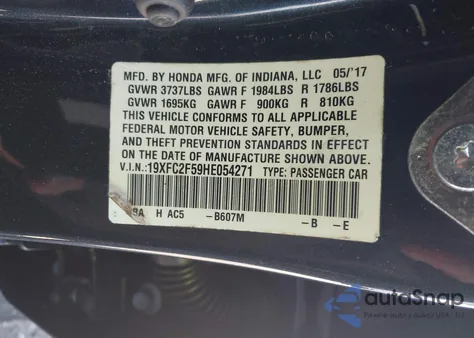 MFD. BY HONDA MFG. OF INDIANA, LLC 05/'17
GVWR 3737LBS GAWR F 1984LBS R 1786LBS
GVWR 1695KG GAWR F 900KG R 810KG
THIS VEHICLE CONFORMS TO ALL APPLICABLE
FEDERAL MOTOR VEHICLE SAFETY, BUMPER,
AND THEFT PREVENTION STANDARDS IN EFFECT
ON THE DATE OF MANUFACTURE SHOWN ABOVE.
V.I.N.:19XFC2F59HE054271 TYPE: PASSENGER CAR
H AC5 -B607M -B -E
autoSnap